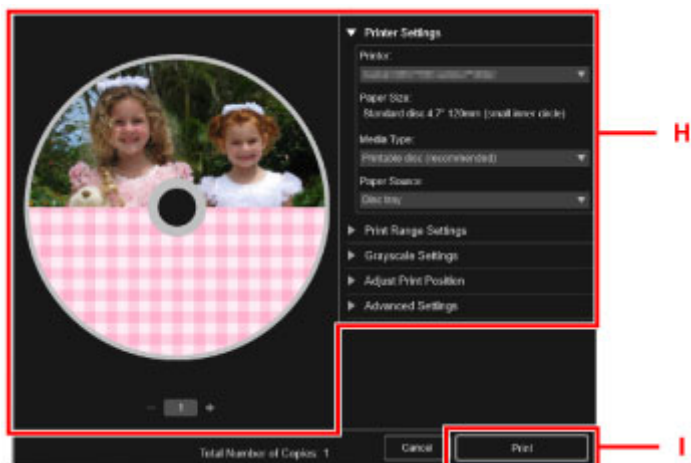 Printer Settings
Printer:
Paper Size:
Standard disc 4.7" 120mm (small inner circle)
Media Type:
Printable disc (recommended)
Paper Source:
Disc tray
Print Range Settings
Grayscale Settings
Adjust Print Position
Advanced Settings
H
- 1 +
Total Number of Copies: 1
Cancel
Print
I